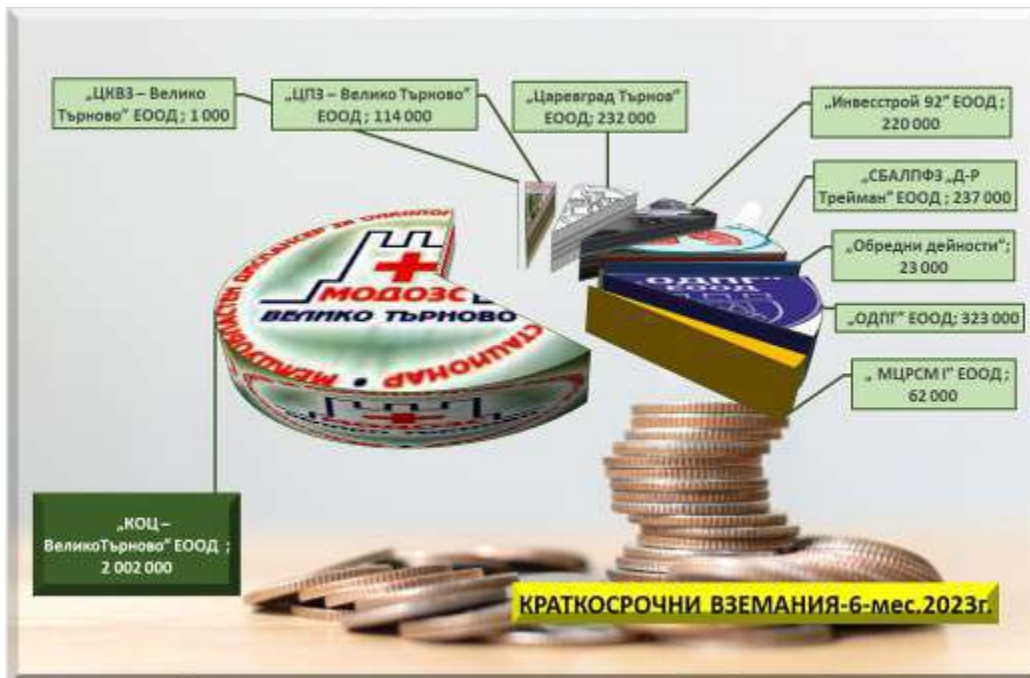 „ЦКВЗ – Велико
Търново” ЕООД ; 1 000
„ЦПЗ – Велико Търново”
ЕООД ; 114 000
„Царевград Търнов”
ЕООД; 232 000
„Инвесстрой 92” ЕООД ;
220 000
„СБАЛПФЗ „Д-Р
Трейман” ЕООД ; 237 000
„Обредни дейности”;
23 000
„ОДПГ” ЕООД; 323 000
„ МЦРСМ I” ЕООД ;
62 000
МОДОЗС
ВЕЛИКО ТЪРНОВО
СТАЦИОНАР
„ОДПГ”
ЕООД
„КОЦ –
ВеликоТърново” ЕООД ;
2 002 000
КРАТКОСРОЧНИ ВЗЕМАНИЯ-6-мес.2023г.